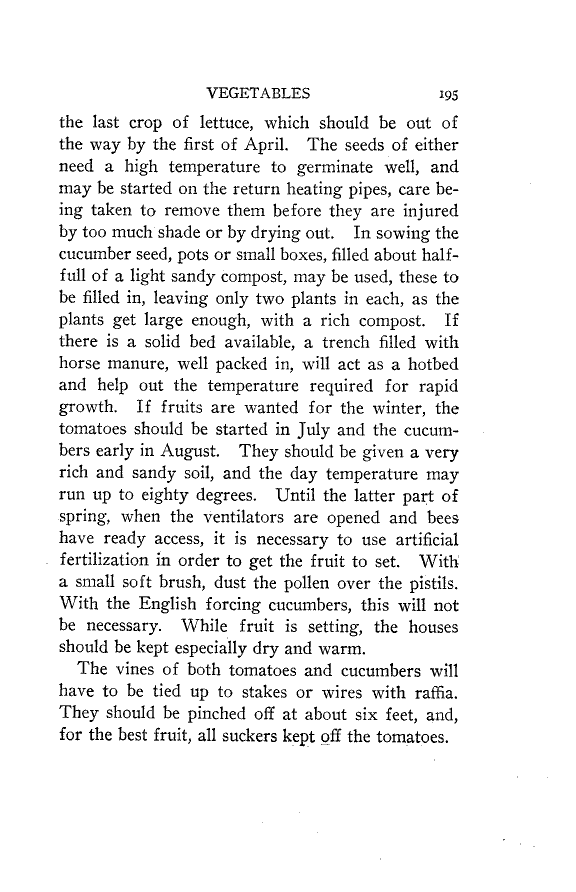 VEGETABLES 195
the last crop of lettuce, which should be out of
the way by the first of April. The seeds of either
need a high temperature to germinate well, and
may be started on the return heating pipes, care be-
ing taken to remove them before they are injured
by too much shade or by drying out. In sowing the
cucumber seed, pots or small boxes, filled about half-
full of a light sandy compost, may be used, these to
be filled in, leaving only two plants in each, as the
plants get large enough, with a rich compost. If
there is a solid bed available, a trench filled with
horse manure, well packed in, will act as a hotbed
and help out the temperature required for rapid
growth. If fruits are wanted for the winter, the
tomatoes should be started in July and the cucum-
bers early in August. They should be given a very
rich and sandy soil, and the day temperature may
run up to eighty degrees. Until the latter part of
spring, when the ventilators are opened and bees
have ready access, it is necessary to use artificial
fertilization in order to get the fruit to set. With
a small soft brush, dust the pollen over the pistils.
With the English forcing cucumbers, this will not
be necessary. While fruit is setting, the houses
should be kept especially dry and warm.
The vines of both tomatoes and cucumbers will
have to be tied up to stakes or wires with raffia.
They should be pinched off at about six feet, and,
for the best fruit, all suckers kept off the tomatoes.